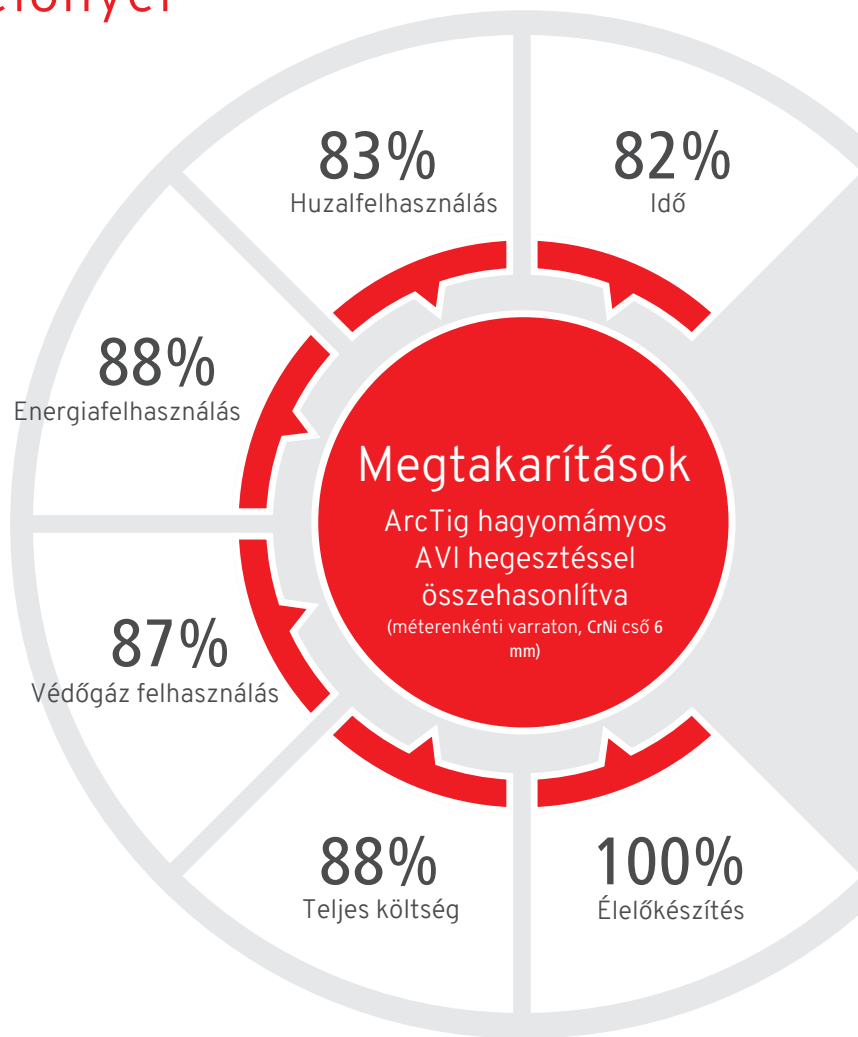 előnyei
83%
Huzalfelhasználás
82%
Idő
88%
Energiafelhasználás
Megtakarítások
ArcTig hagyomámyos
AVI hegesztéssel
összehasonlítva
(méterenkénti varraton, CrNi cső 6
mm)
87%
Védőgáz felhasználás
88%
Teljes költség
100%
Élelőkészítés